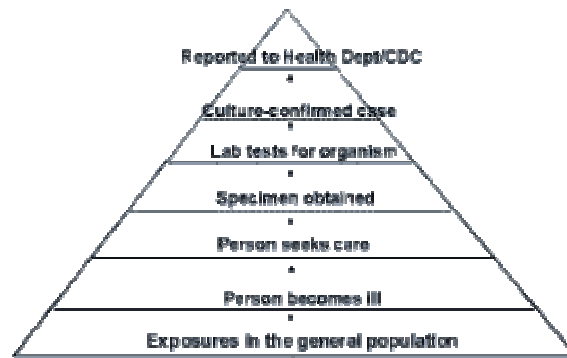 Reported to Health Dept/CDC
Culture-confirmed case
Lab tests for organism
Specimen obtained
Person seeks care
Person becomes ill
Exposures in the general population